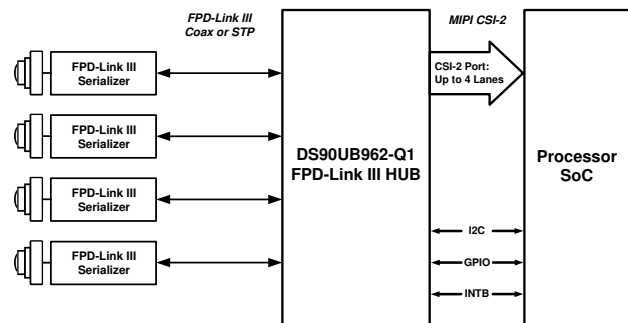 FPD-Link III
Coax or STP
MIPI CSI-2
FPD-Link III
Serializer
FPD-Link III
Serializer
FPD-Link III
Serializer
FPD-Link III
Serializer
DS90UB962-Q1
FPD-Link III HUB
CSI-2 Port:
Up to 4 Lanes
I2C
GPIO
INTB
Processor
SoC